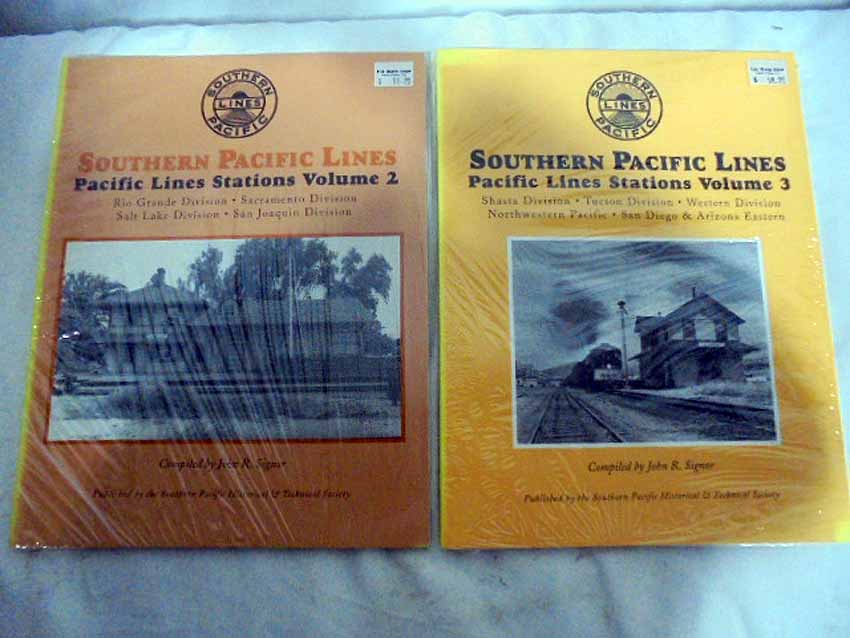 SOUTHERN
LINES
PACIFIC
SOUTHERN PACIFIC LINES
Pacific Lines Stations Volume 2
Rio Grande Division • Sacramento Division
Salt Lake Division • San Joaquin Division
Compiled by John R. Signor
Published by the Southern Pacific Historical & Technical Society
SOUTHERN
LINES
PACIFIC
SOUTHERN PACIFIC LINES
Pacific Lines Stations Volume 3
Shasta Division • Tucson Division • Western Division
Northwestern Pacific • San Diego & Arizona Eastern
Compiled by John R. Signor
Published by the Southern Pacific Historical & Technical Society